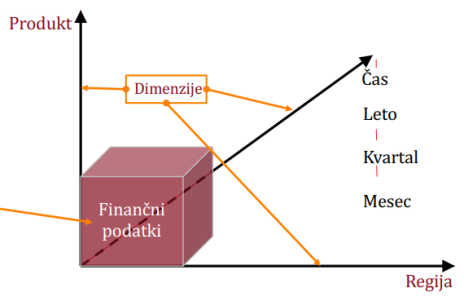 Produkt
Dimenzije
Čas
Leto
Kvartal
Mesec
Finančni
podatki
Regija